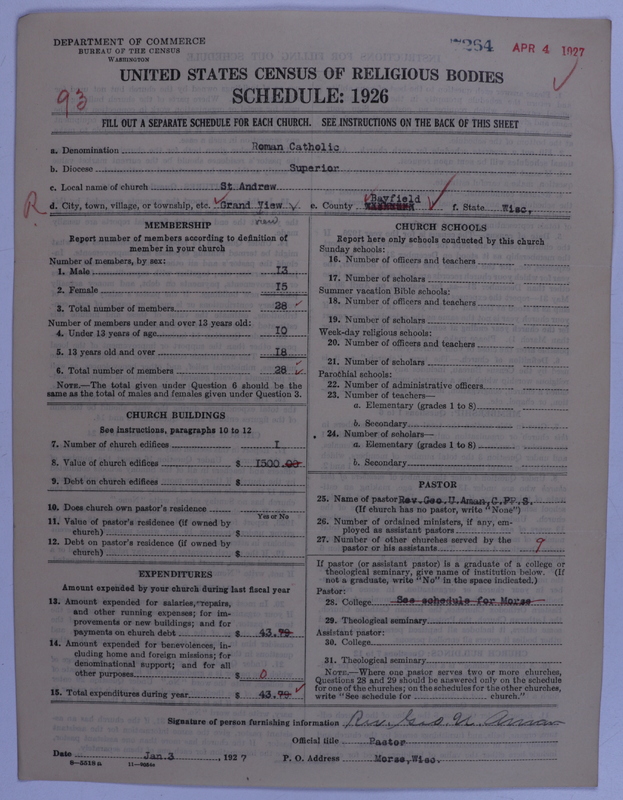 DEPARTMENT OF COMMERCE
BUREAU OF THE CENSUS
WASHINGTON
7264
APR 4 1927
UNITED STATES CENSUS OF RELIGIOUS BODIES
SCHEDULE: 1926
93
FILL OUT A SEPARATE SCHEDULE FOR EACH CHURCH. SEE INSTRUCTIONS ON THE BACK OF THIS SHEET
a. Denomination Roman Catholic
b. Diocese Superior
c. Local name of church St Andrew
R d. City, town, village, or township, etc. Grand View e. County Bayfield f. State Wisc.
view
MEMBERSHIP
Report number of members according to definition of member in your church
Number of members, by sex:
1. Male 13
2. Female 15
3. Total number of members 28
Number of members under and over 13 years old:
4. Under 13 years of age 10
5. 13 years old and over 18
6. Total number of members 28
NOTE.—The total given under Question 6 should be the
same as the total of males and females given under Question 3.
CHURCH BUILDINGS
See instructions, paragraphs 10 to 12
7. Number of church edifices 1
8. Value of church edifices $ 1500.00
9. Debt on church edifices $
10. Does church own pastor's residence
Yes or No
11. Value of pastor's residence (if owned by
church) $
12. Debt on pastor's residence (if owned by
church) $
EXPENDITURES
Amount expended by your church during last fiscal year
13. Amount expended for salaries, repairs,
and other running expenses; for im-
provements or new buildings; and for
payments on church debt $ 43.79
14. Amount expended for benevolences, in-
cluding home and foreign missions; for
denominational support; and for all
other purposes $ 0
15. Total expenditures during year $ 43.79
CHURCH SCHOOLS
Report here only schools conducted by this church
Sunday schools:
16. Number of officers and teachers
17. Number of scholars
Summer vacation Bible schools:
18. Number of officers and teachers
19. Number of scholars
Week-day religious schools:
20. Number of officers and teachers
21. Number of scholars
Parochial schools:
22. Number of administrative officers
23. Number of teachers—
a. Elementary (grades 1 to 8)
b. Secondary
24. Number of scholars—
a. Elementary (grades 1 to 8)
b. Secondary
PASTOR
25. Name of pastor Rev.Geo.U.Aman,C.PP.S.
(If church has no pastor, write "None")
26. Number of ordained ministers, if any, em-
ployed as assistant pastors
27. Number of other churches served by the
pastor or his assistants 9
If pastor (or assistant pastor) is a graduate of a college or
theological seminary, give name of institution below. (If
not a graduate, write "No" in the space indicated.)
Pastor:
28. College See schedule for Morse
29. Theological seminary
Assistant pastor:
30. College
31. Theological seminary
NOTE.—Where one pastor serves two or more churches,
Questions 28 and 29 should be answered only on the schedule
for one of the churches; on the schedules for the other churches,
write "See schedule for church."
Signature of person furnishing information Rev. Geo. U. Aman
Official title Pastor
Date Jan.3, 1927 P. O. Address Morse, Wisc.
8—5518a 11—